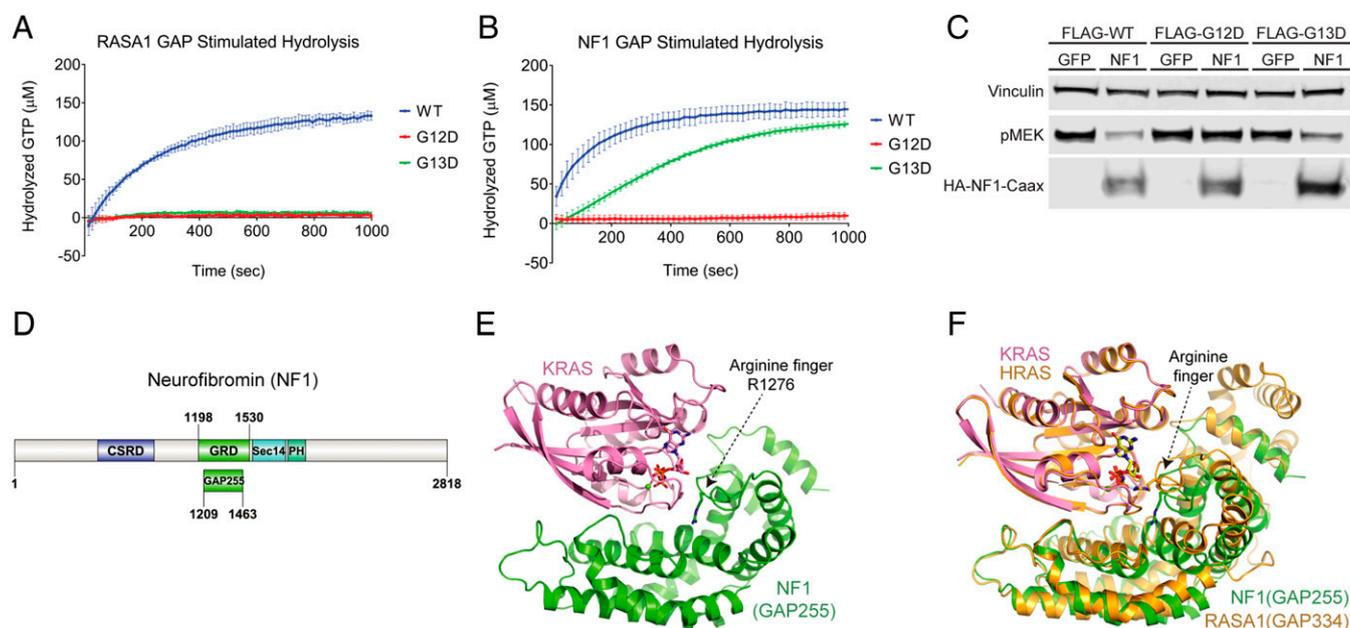 A
RASA1 GAP Stimulated Hydrolysis
Hydrolyzed GTP (μM)
200
150
100
50
0
-50
200 400 600 800 1000
Time (sec)
WT
G12D
G13D
B
NF1 GAP Stimulated Hydrolysis
Hydrolyzed GTP (μM)
200
150
100
50
0
-50
200 400 600 800 1000
Time (sec)
WT
G12D
G13D
C
FLAG-WT FLAG-G12D FLAG-G13D
GFP NF1 GFP NF1 GFP NF1
Vinculin
pMEK
HA-NF1-Caax
D
Neurofibromin (NF1)
1198 1530
CSRD GRD Sec14 PH
1 GAP255 2818
1209 1463
E
KRAS
Arginine finger
R1276
NF1
(GAP255)
F
KRAS
HRAS
Arginine
finger
NF1(GAP255)
RASA1(GAP334)